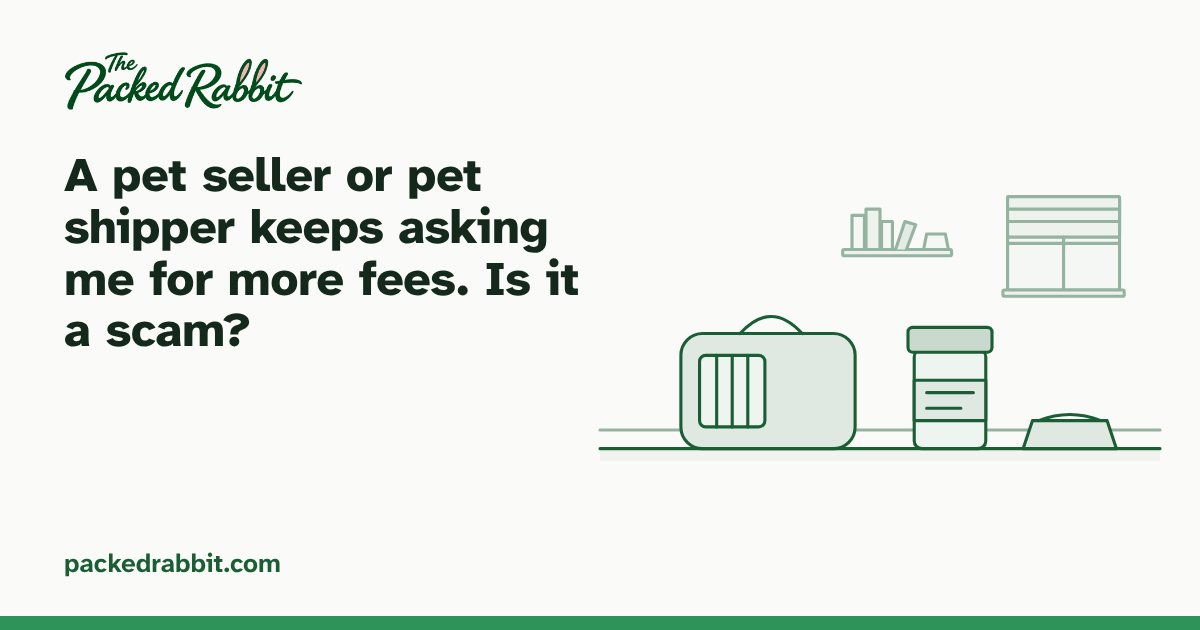 The
Packed Rabbit
A pet seller or pet
shipper keeps asking
me for more fees. Is it
a scam?
packedrabbit.com